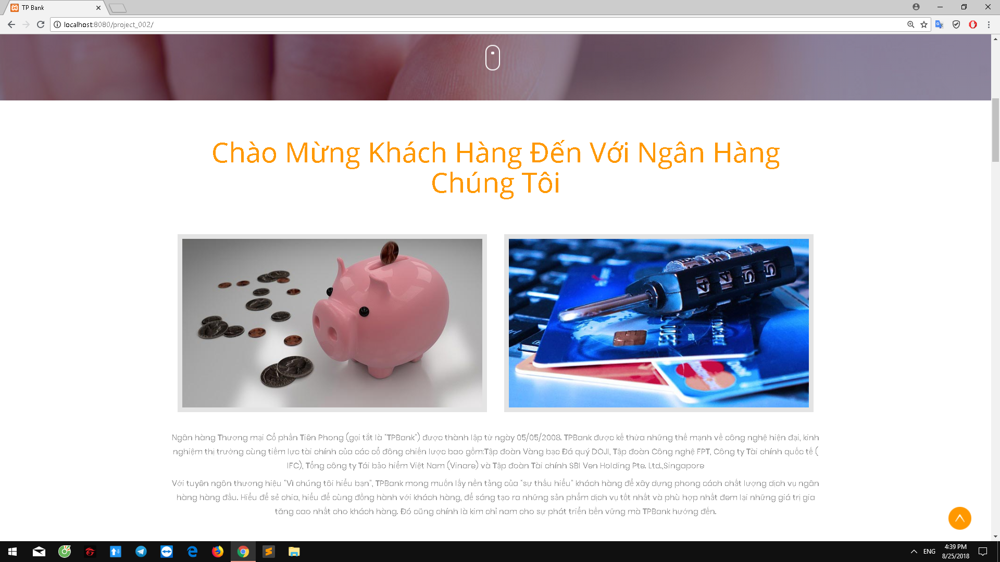 TP Bank
localhost:8080/project_002/
Chào Mừng Khách Hàng Đến Với Ngân Hàng
Chúng Tôi
4 4 5 5
Debit
Ngân hàng Thương mại Cổ phần Tiên Phong (gọi tắt là “TPBank”) được thành lập từ ngày 05/05/2008. TPBank được kế thừa những thế mạnh về công nghệ hiện đại, kinh
nghiệm thị trường cùng tiềm lực tài chính của các cổ đông chiến lược bao gồm:Tập đoàn Vàng bạc Đá quý DOJI, Tập đoàn Công nghệ FPT, Công ty Tài chính quốc tế (
IFC), Tổng công ty Tái bảo hiểm Việt Nam (Vinare) và Tập đoàn Tài chính SBI Ven Holding Pte. Ltd.,Singapore
Với tuyên ngôn thương hiệu “Vì chúng tôi hiểu bạn”, TPBank mong muốn lấy nền tảng của “sự thấu hiểu” khách hàng để xây dựng phong cách chất lượng dịch vụ ngân
hàng hàng đầu. Hiểu để sẻ chia, hiểu để cùng đồng hành với khách hàng, để sáng tạo ra những sản phẩm dịch vụ tốt nhất và phù hợp nhất đem lại những giá trị gia
tăng cao nhất cho khách hàng. Đó cũng chính là kim chỉ nam cho sự phát triển bền vững mà TPBank hướng đến.
ENG
4:39 PM
8/25/2018